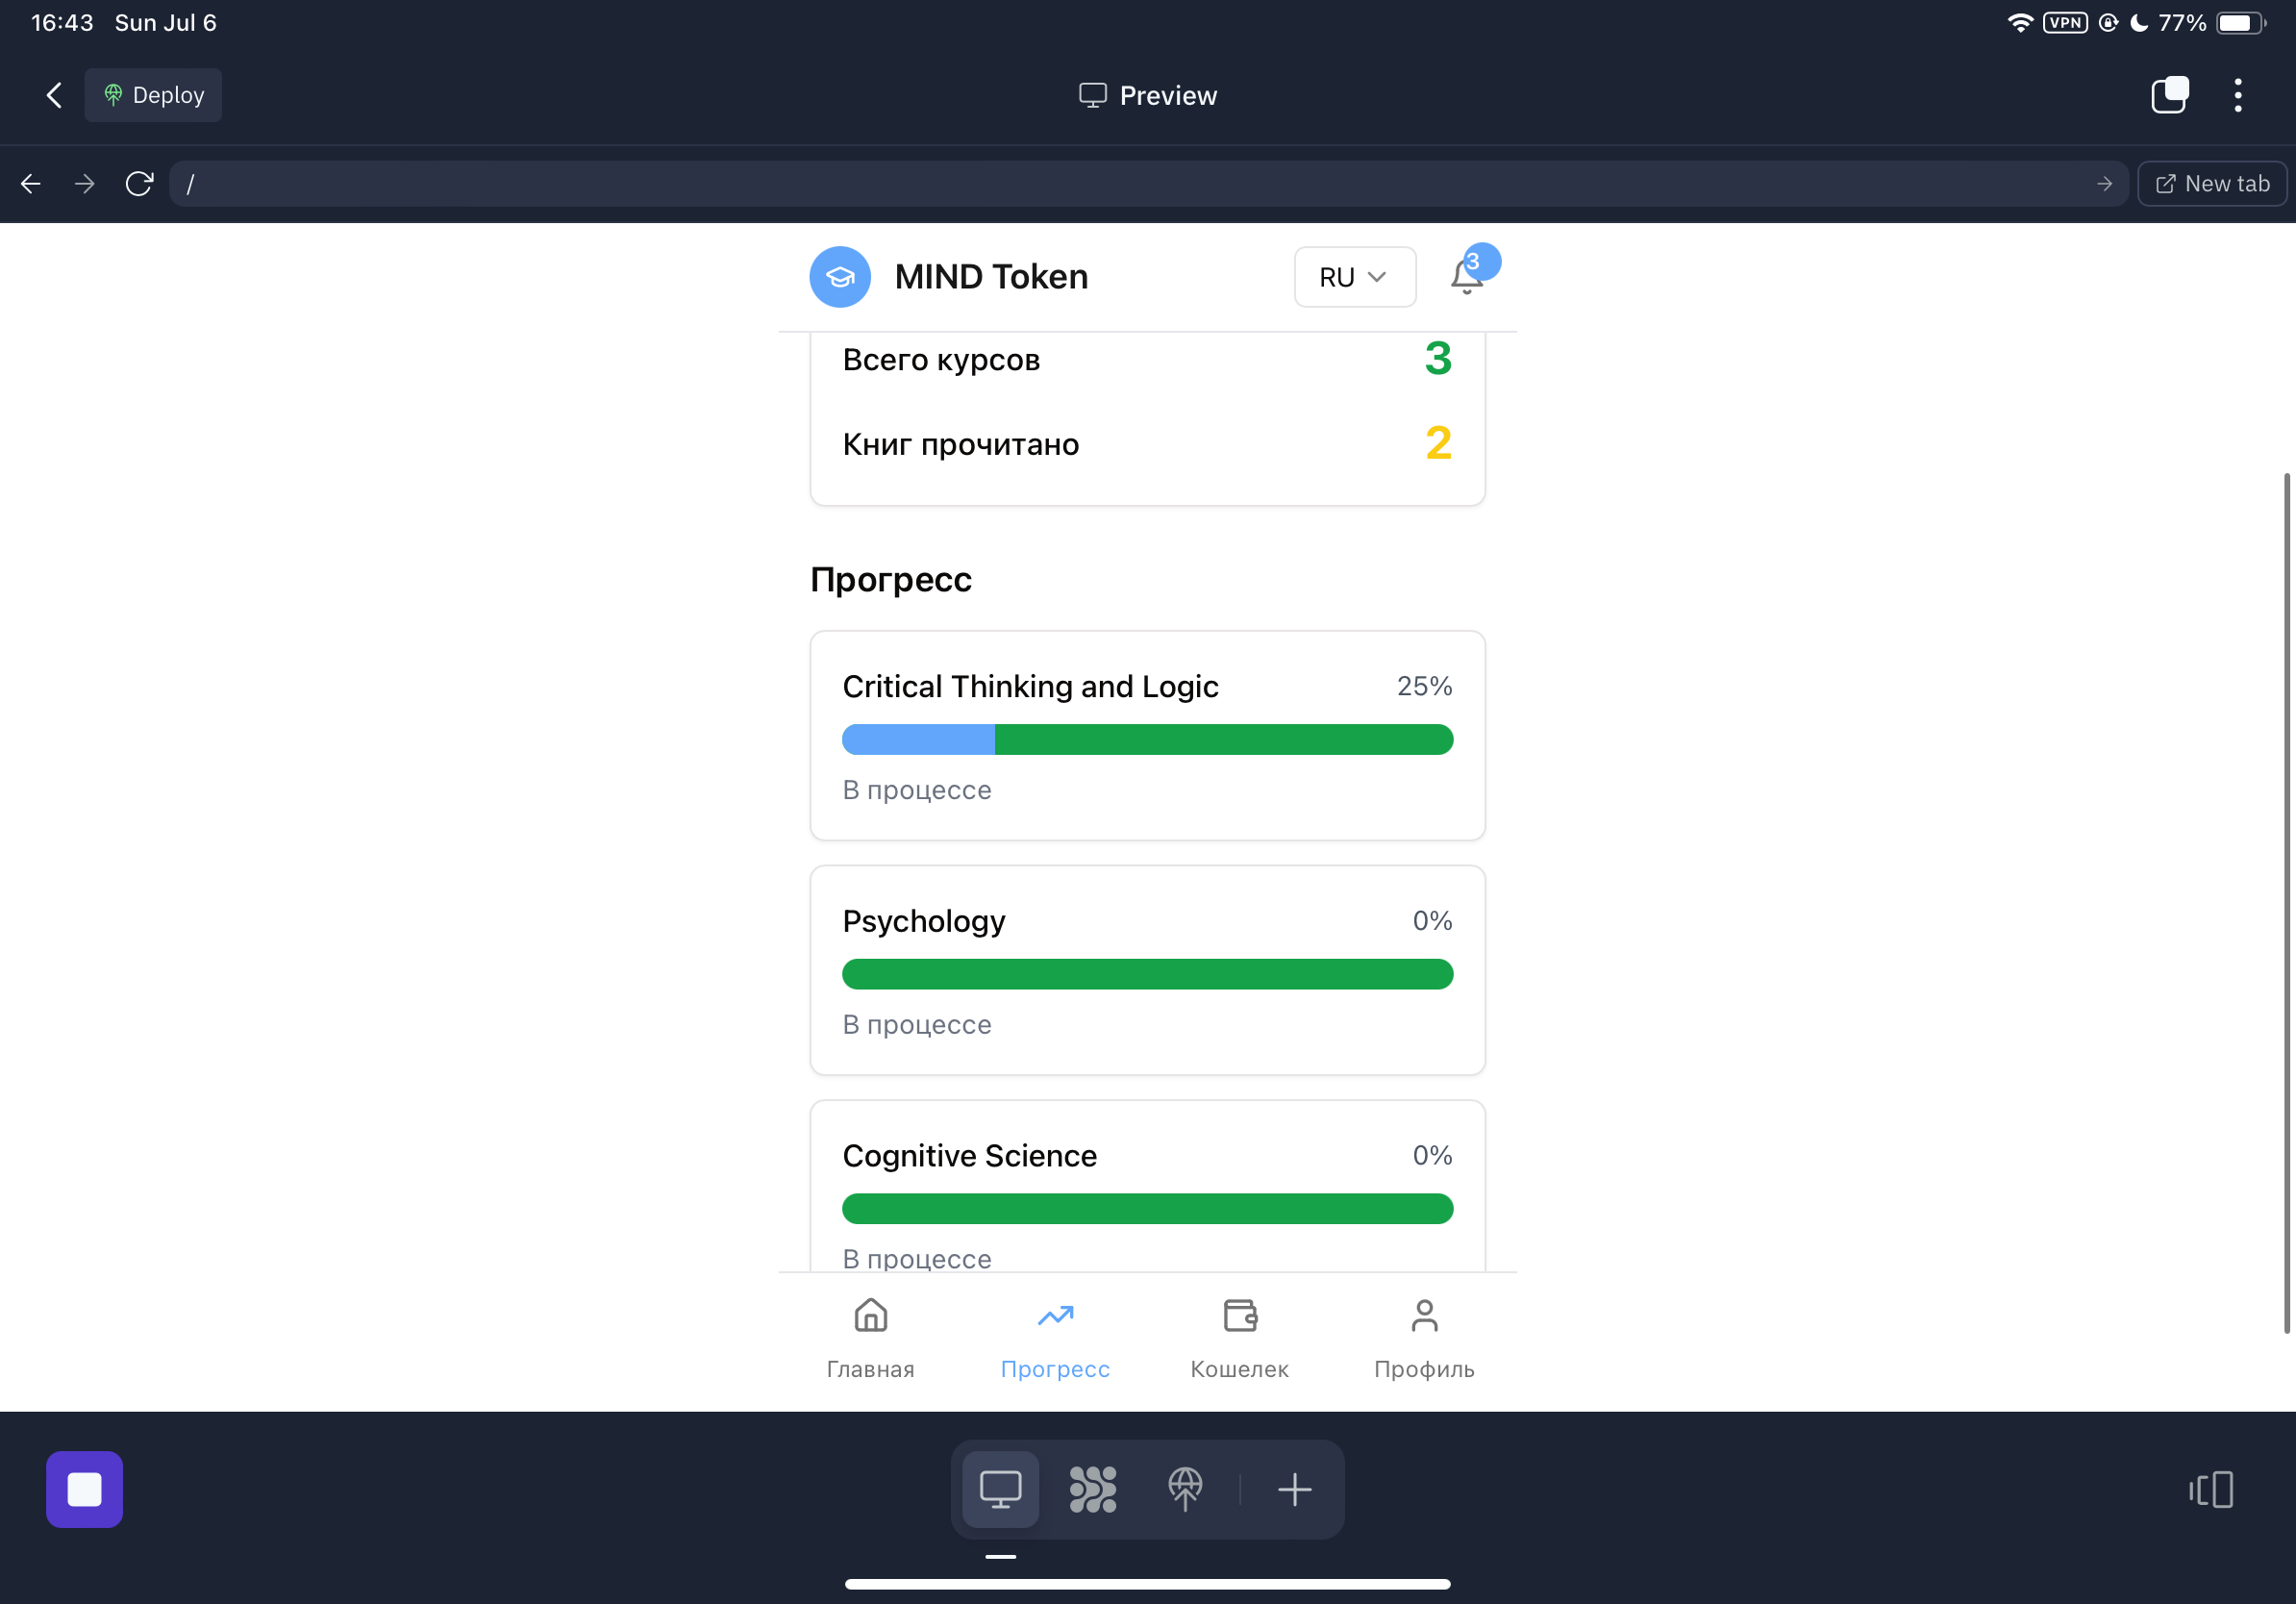 16:43 Sun Jul 6 VPN 77%
Deploy Preview
/ New tab
MIND Token RU 3
Всего курсов 3
Книг прочитано 2
Прогресс
Critical Thinking and Logic 25%
В процессе
Psychology 0%
В процессе
Cognitive Science 0%
В процессе
Главная Прогресс Кошелек Профиль